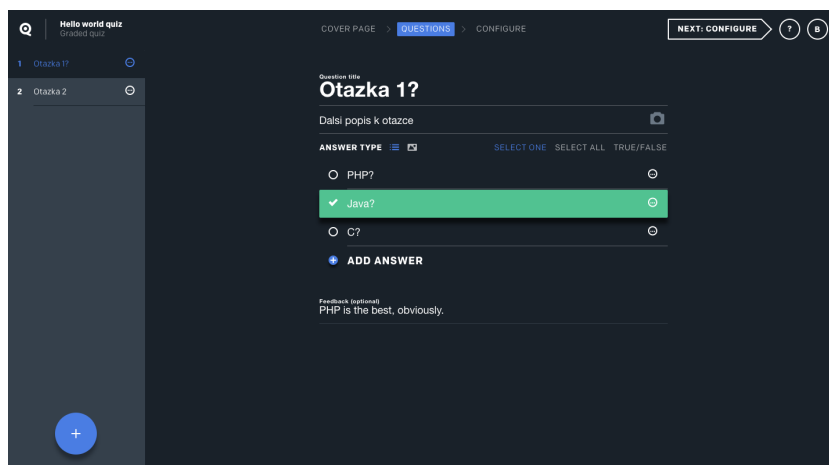 Hello world quiz
Graded quiz
COVER PAGE > QUESTIONS > CONFIGURE
NEXT: CONFIGURE
?
B
1 Otazka 1?
2 Otazka 2
Question title
Otazka 1?
Dalsi popis k otazce
ANSWER TYPE
SELECT ONE SELECT ALL TRUE/FALSE
PHP?
Java?
C?
ADD ANSWER
Feedback (optional)
PHP is the best, obviously.
+